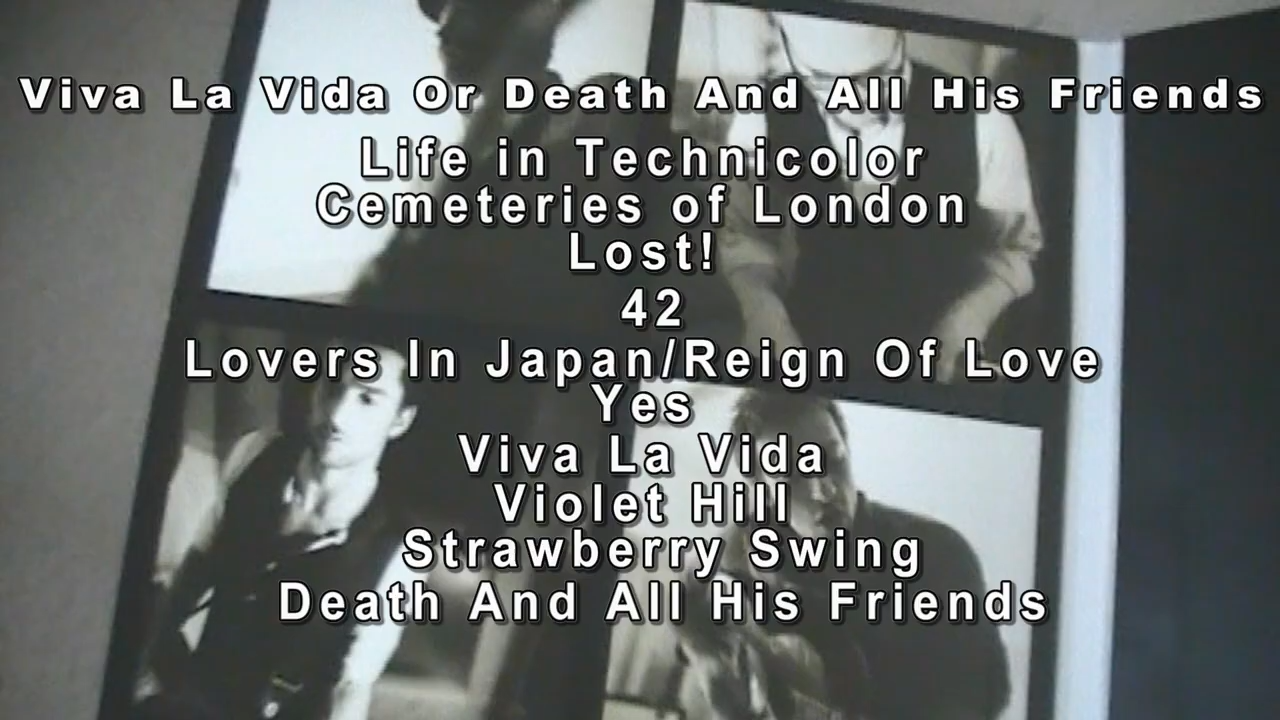 Viva La Vida Or Death And All His Friends
Life in Technicolor
Cemeteries of London
Lost!
42
Lovers In Japan/Reign Of Love
Yes
Viva La Vida
Violet Hill
Strawberry Swing
Death And All His Friends